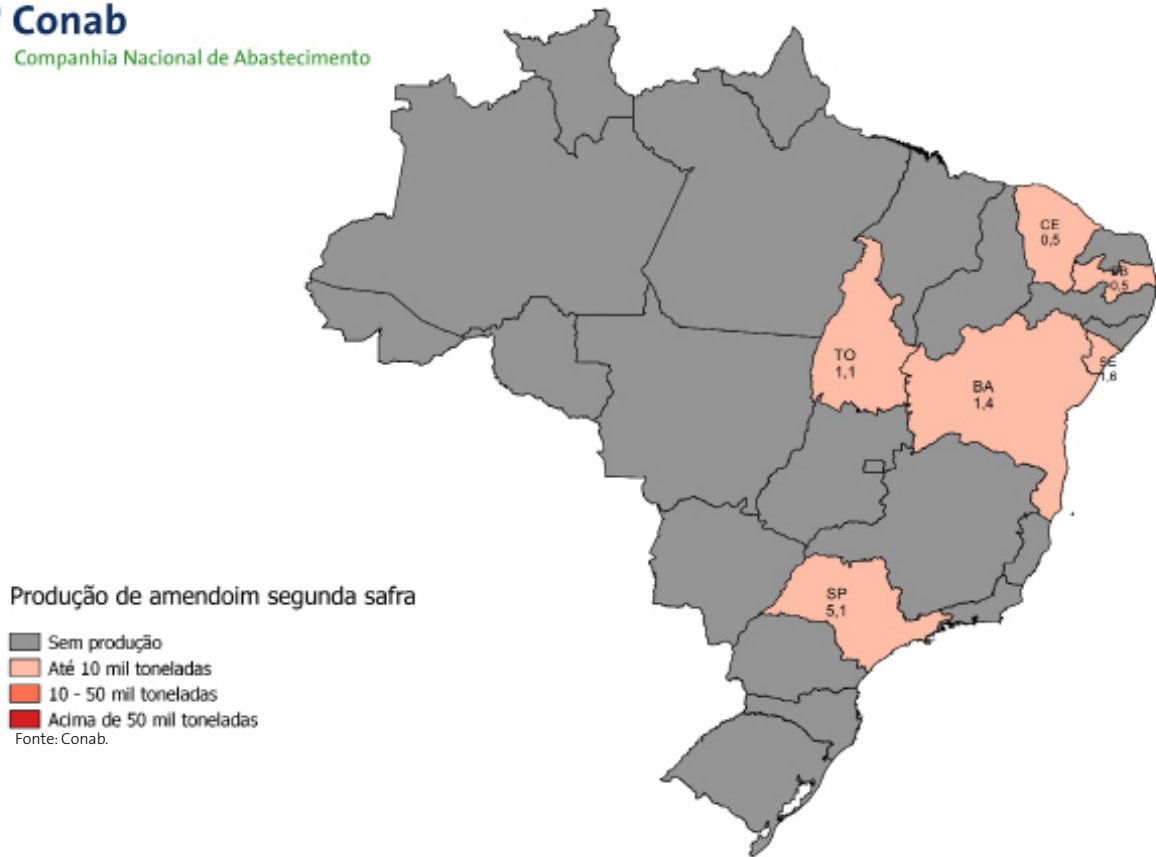 Conab
Companhia Nacional de Abastecimento
CE
0,5
PB
0,5
TO
1,1
SE
1,6
BA
1,4
SP
5,1
Produção de amendoim segunda safra
Sem produção
Até 10 mil toneladas
10 - 50 mil toneladas
Acima de 50 mil toneladas
Fonte: Conab.